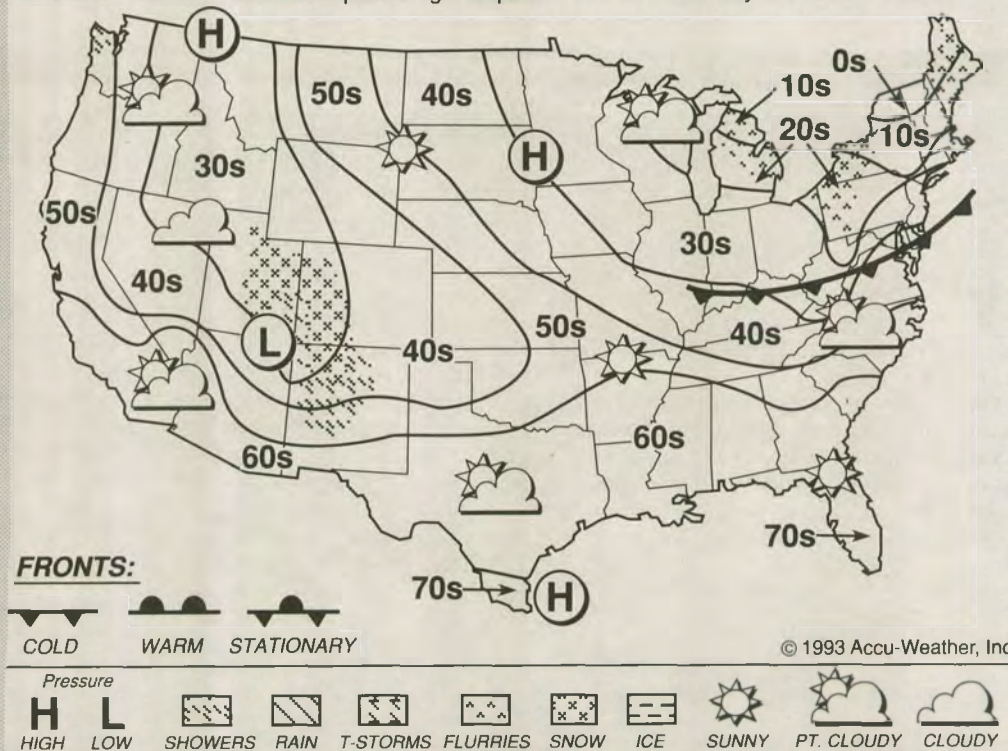 H
10s
0s
50s
40s
20s
10s
H
30s
50s
30s
40s
L
40s
50s
40s
60s
60s
70s
FRONTS:
70s
H
COLD WARM STATIONARY
© 1993 Accu-Weather, Inc
Pressure
H L
HIGH LOW SHOWERS RAIN T-STORMS FLURRIES SNOW ICE SUNNY PT. CLOUDY CLOUDY